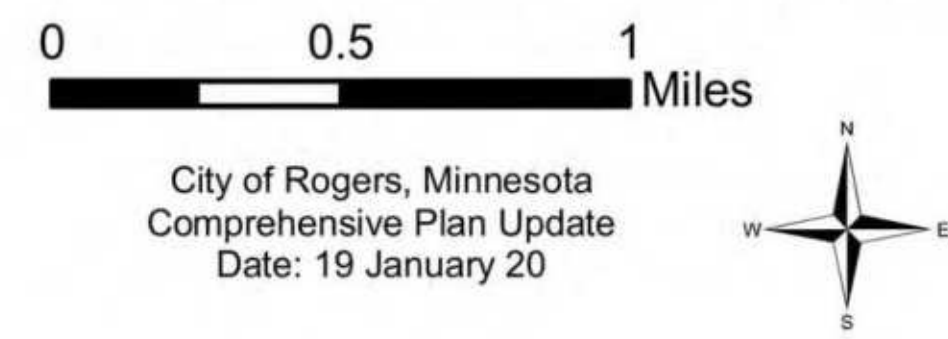 0 0.5 1
Miles
City of Rogers, Minnesota
Comprehensive Plan Update
Date: 19 January 20
N
W E
S